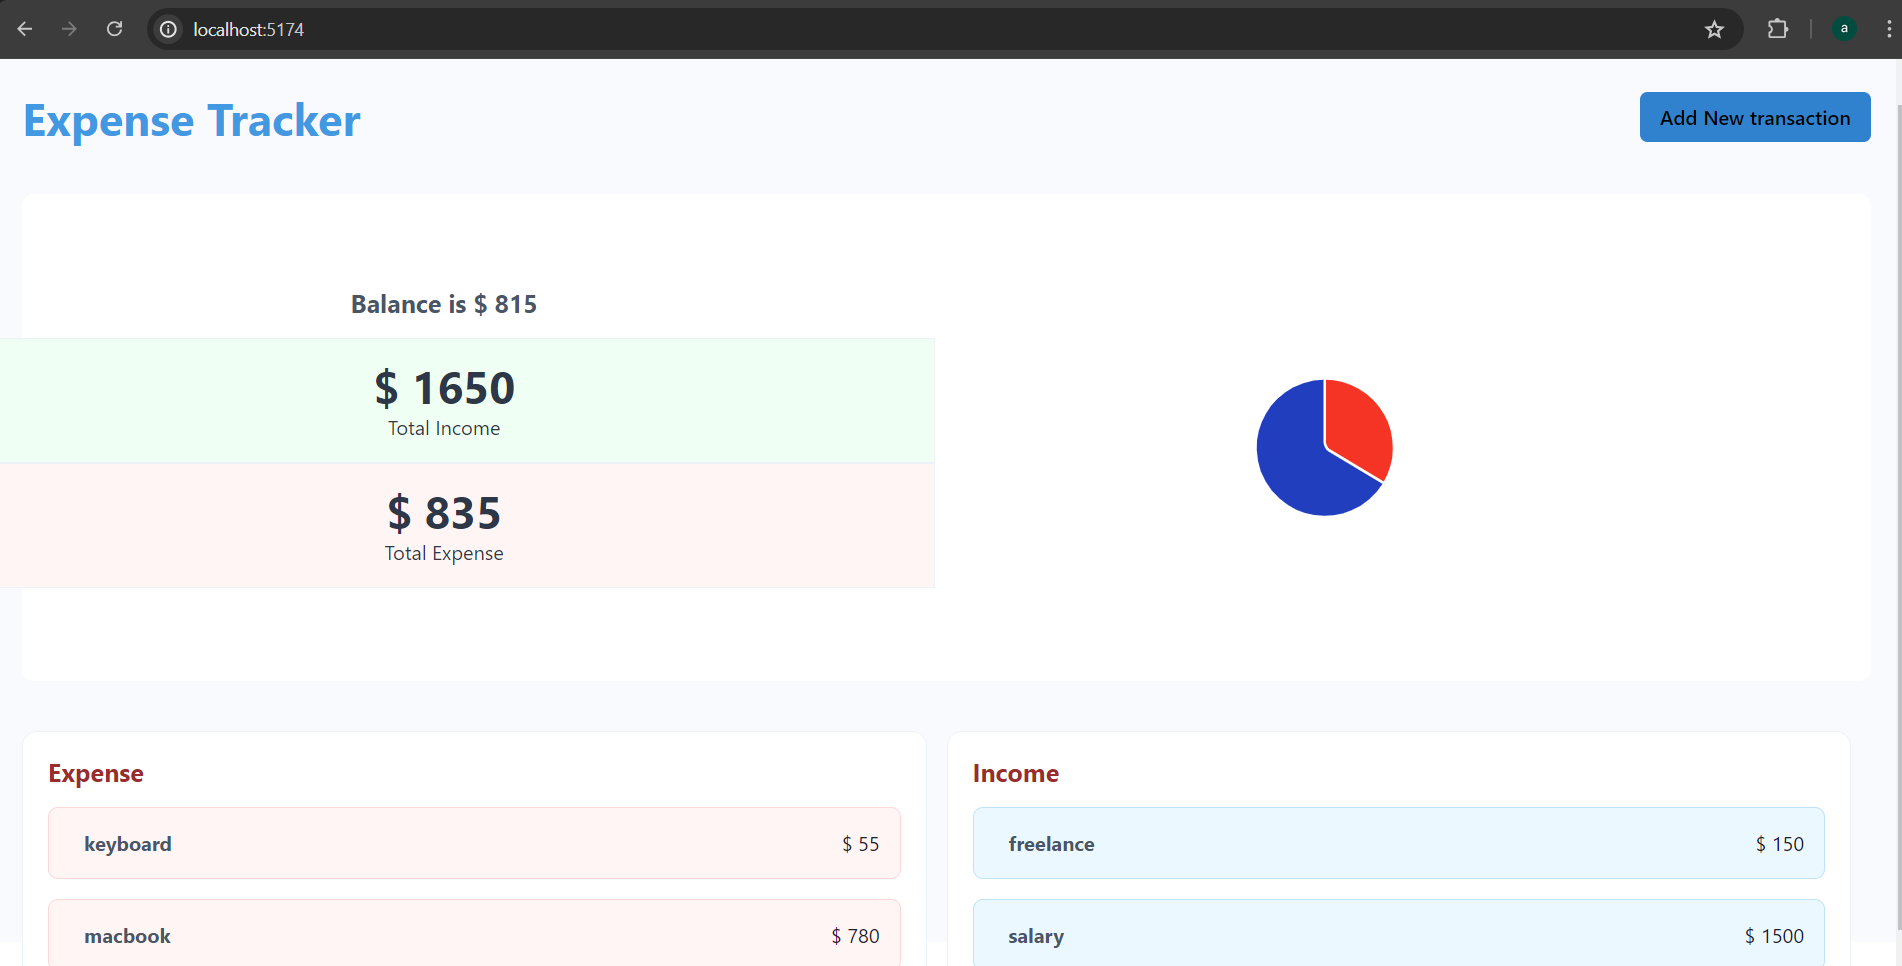 localhost:5174
a
Expense Tracker
Add New transaction
Balance is $ 815
$ 1650
Total Income
$ 835
Total Expense
Expense
keyboard $ 55
macbook $ 780
Income
freelance $ 150
salary $ 1500